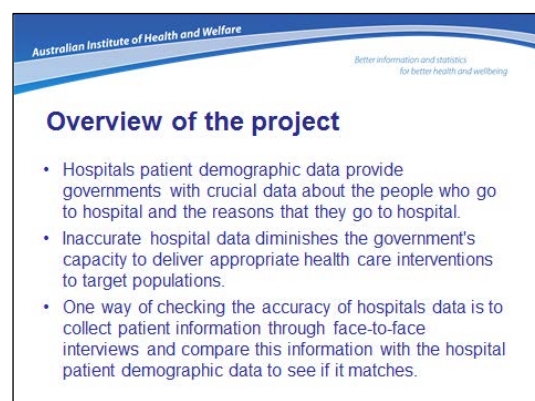 Australian Institute of Health and Welfare
Better information and statistics
for better health and wellbeing
Overview of the project
• Hospitals patient demographic data provide
governments with crucial data about the people who go
to hospital and the reasons that they go to hospital.
• Inaccurate hospital data diminishes the government's
capacity to deliver appropriate health care interventions
to target populations.
• One way of checking the accuracy of hospitals data is to
collect patient information through face-to-face
interviews and compare this information with the hospital
patient demographic data to see if it matches.